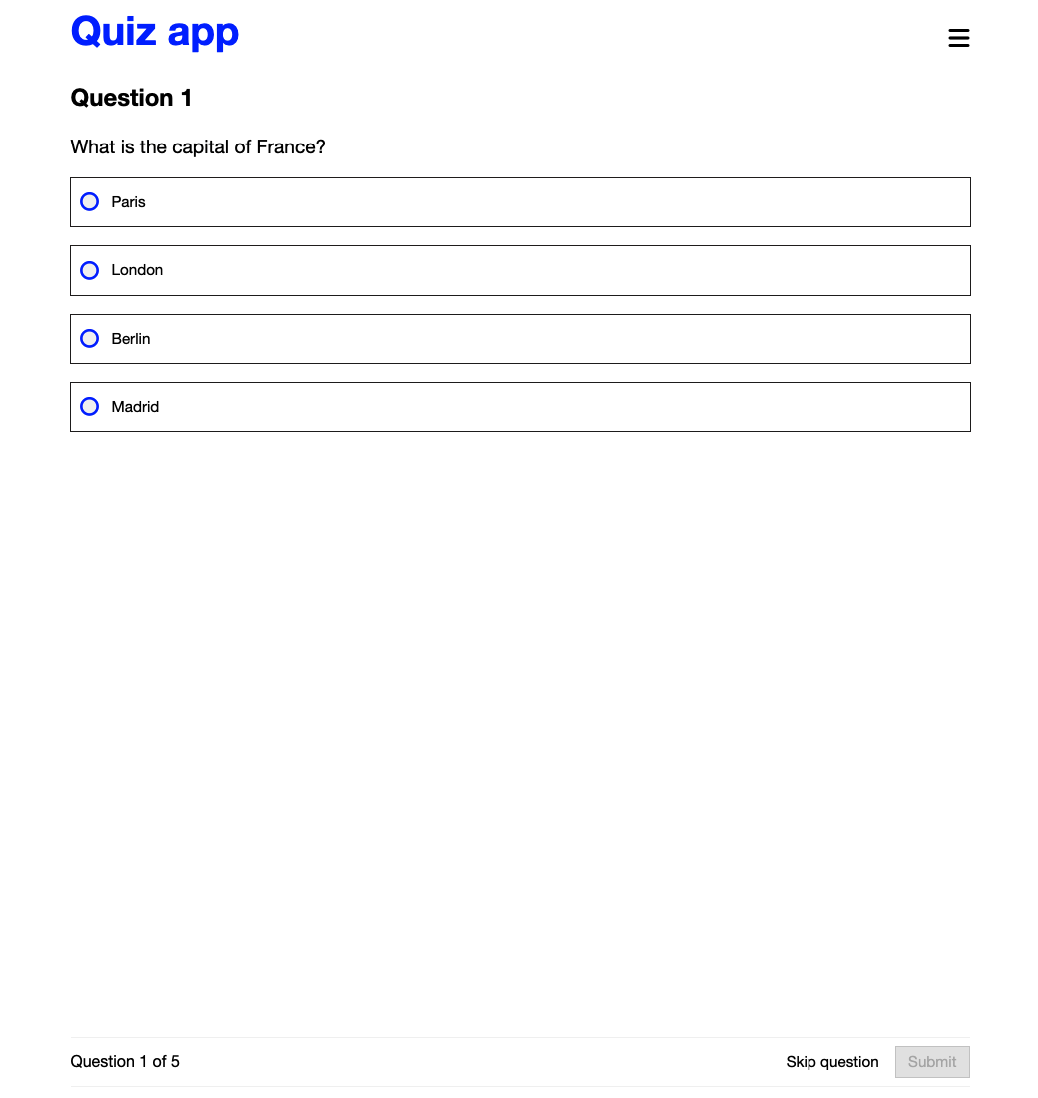 Quiz app
Question 1
What is the capital of France?
Paris
London
Berlin
Madrid
Question 1 of 5
Skip question
Submit